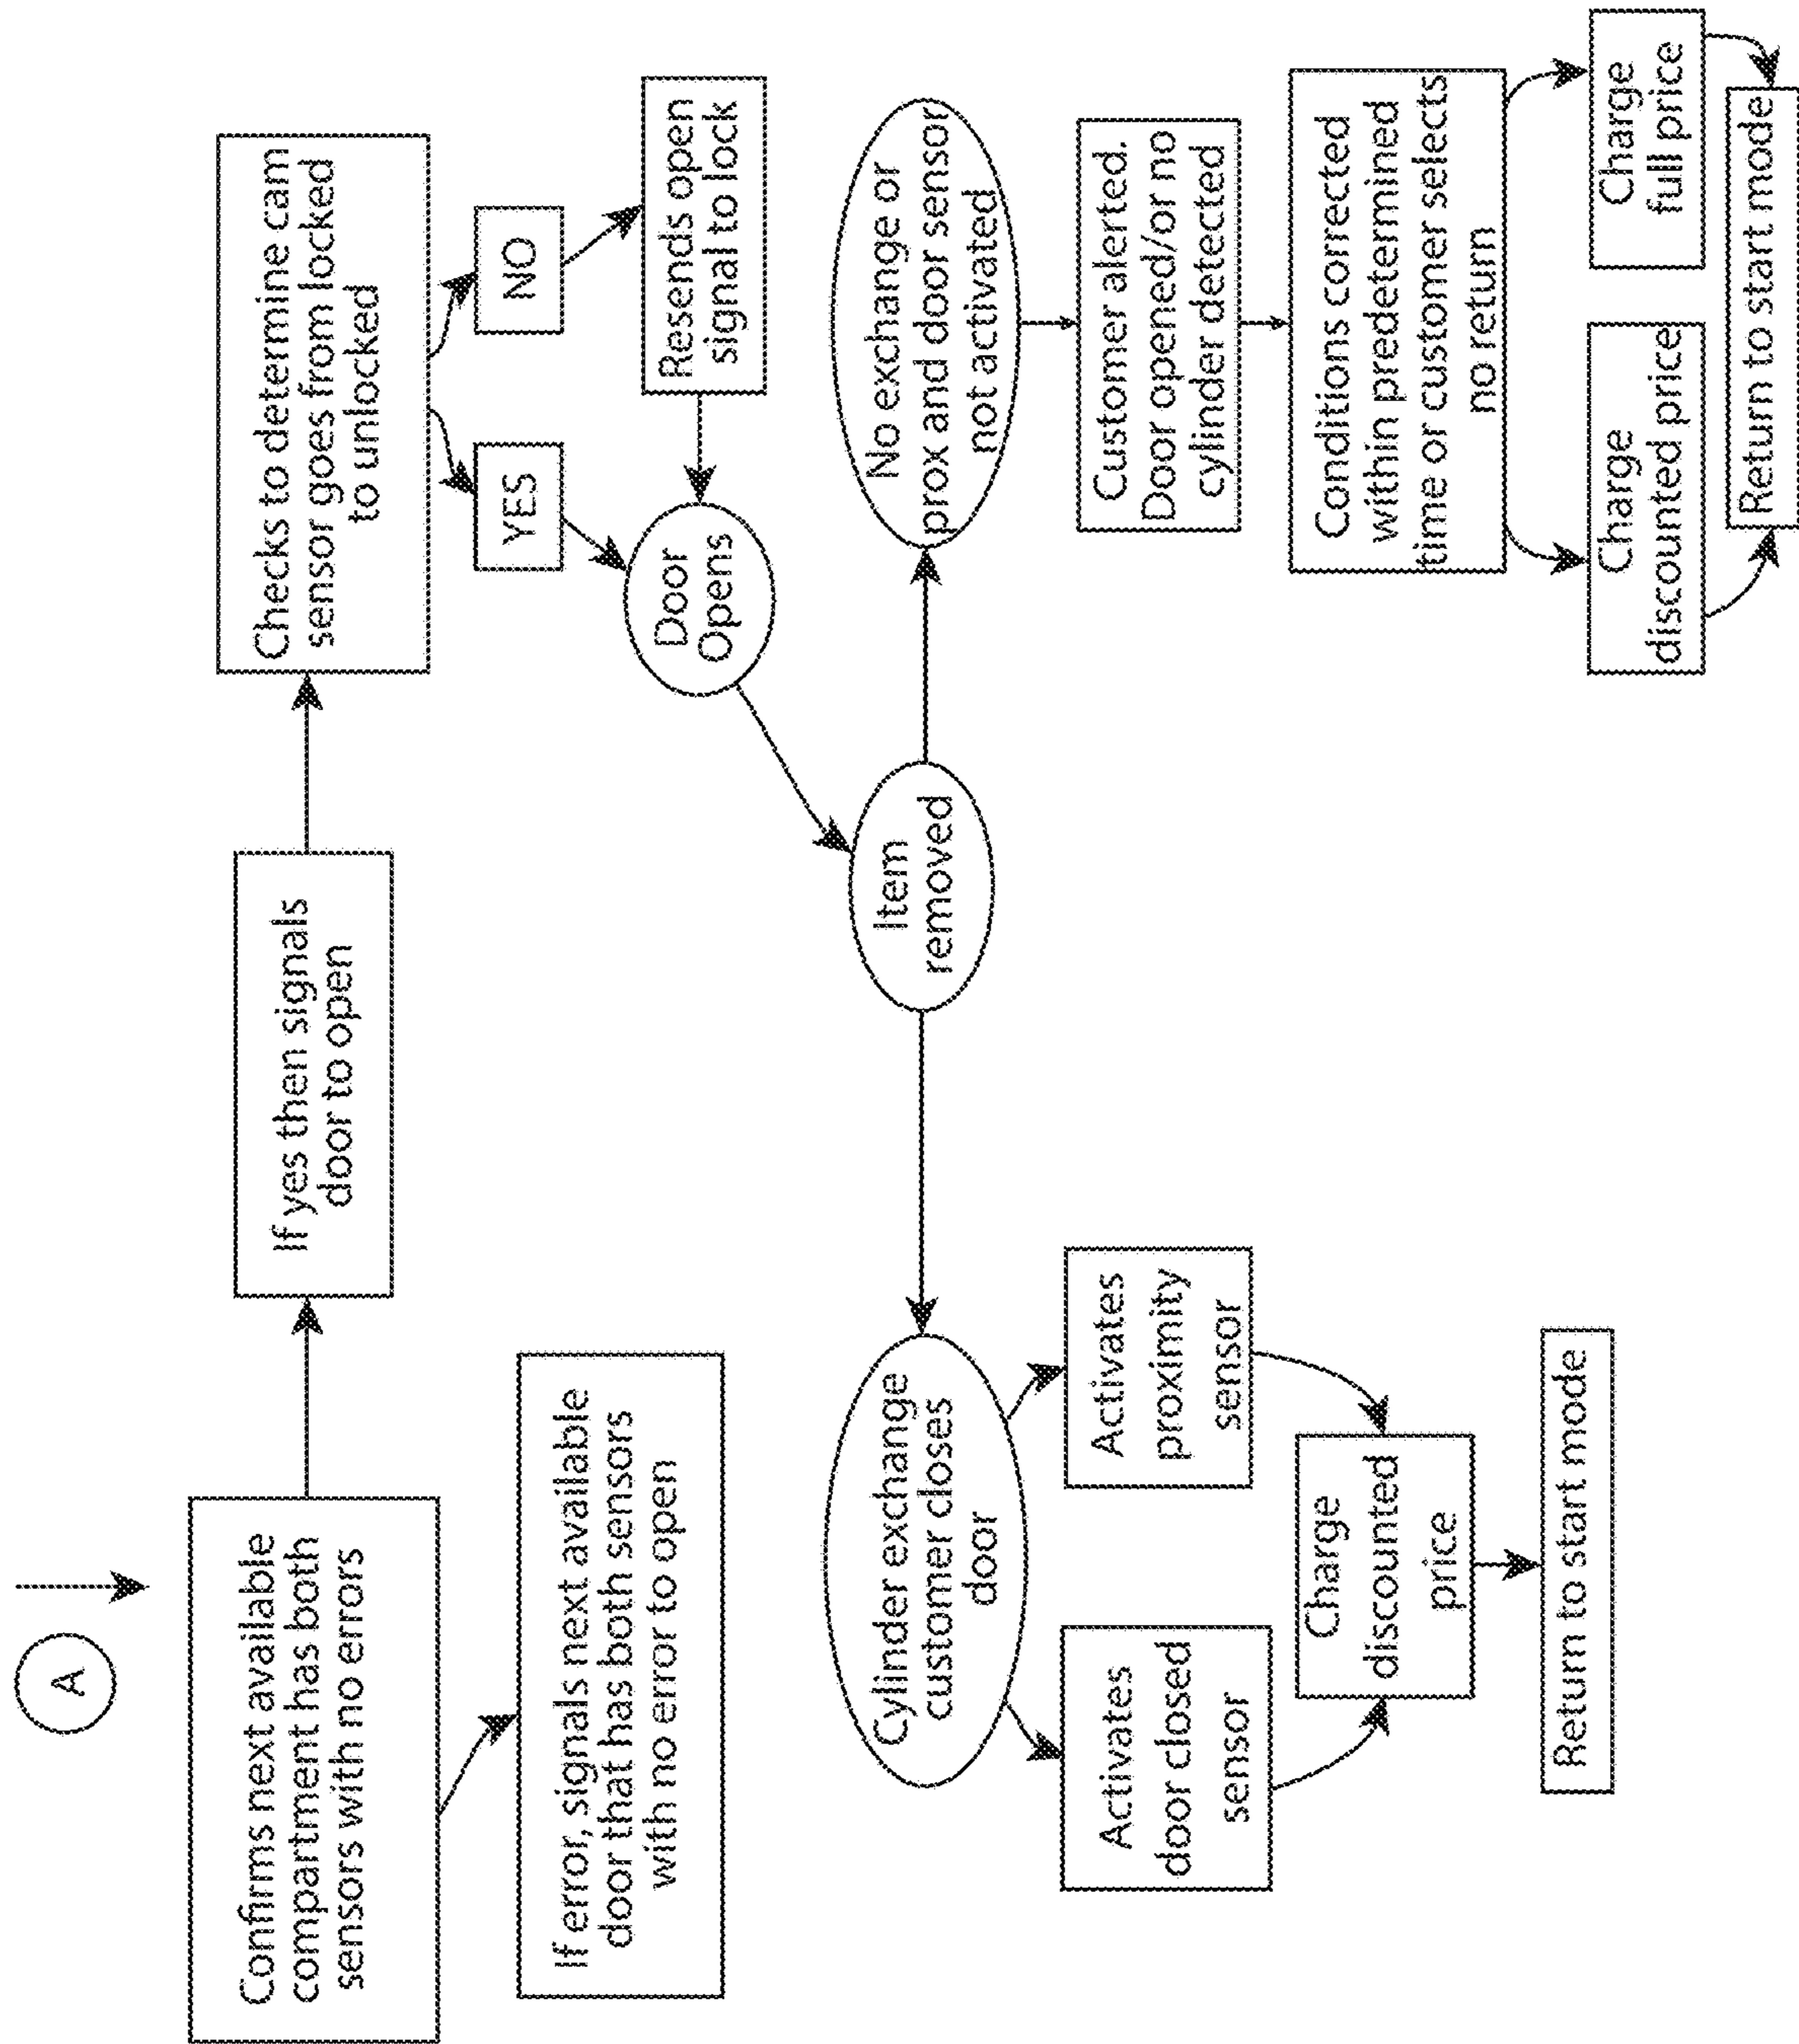 A
Confirms next available
compartment has both
sensors with no errors
If yes then signals
door to open
Checks to determine cam
sensor goes from locked
to unlocked
If error, signals next available
door that has both sensors
with no error to open
YES
NO
Resends open
signal to lock
Door
Opens
Item
removed
Cylinder exchange
customer closes
door
No exchange or
prox and door sensor
not activated
Activates
door closed
sensor
Activates
proximity
sensor
Customer alerted.
Door opened/or no
cylinder detected
Charge
discounted
price
Conditions corrected
within predetermined
time or customer selects
no return
Return to start mode
Charge
discounted price
Charge
full price
Return to start mode